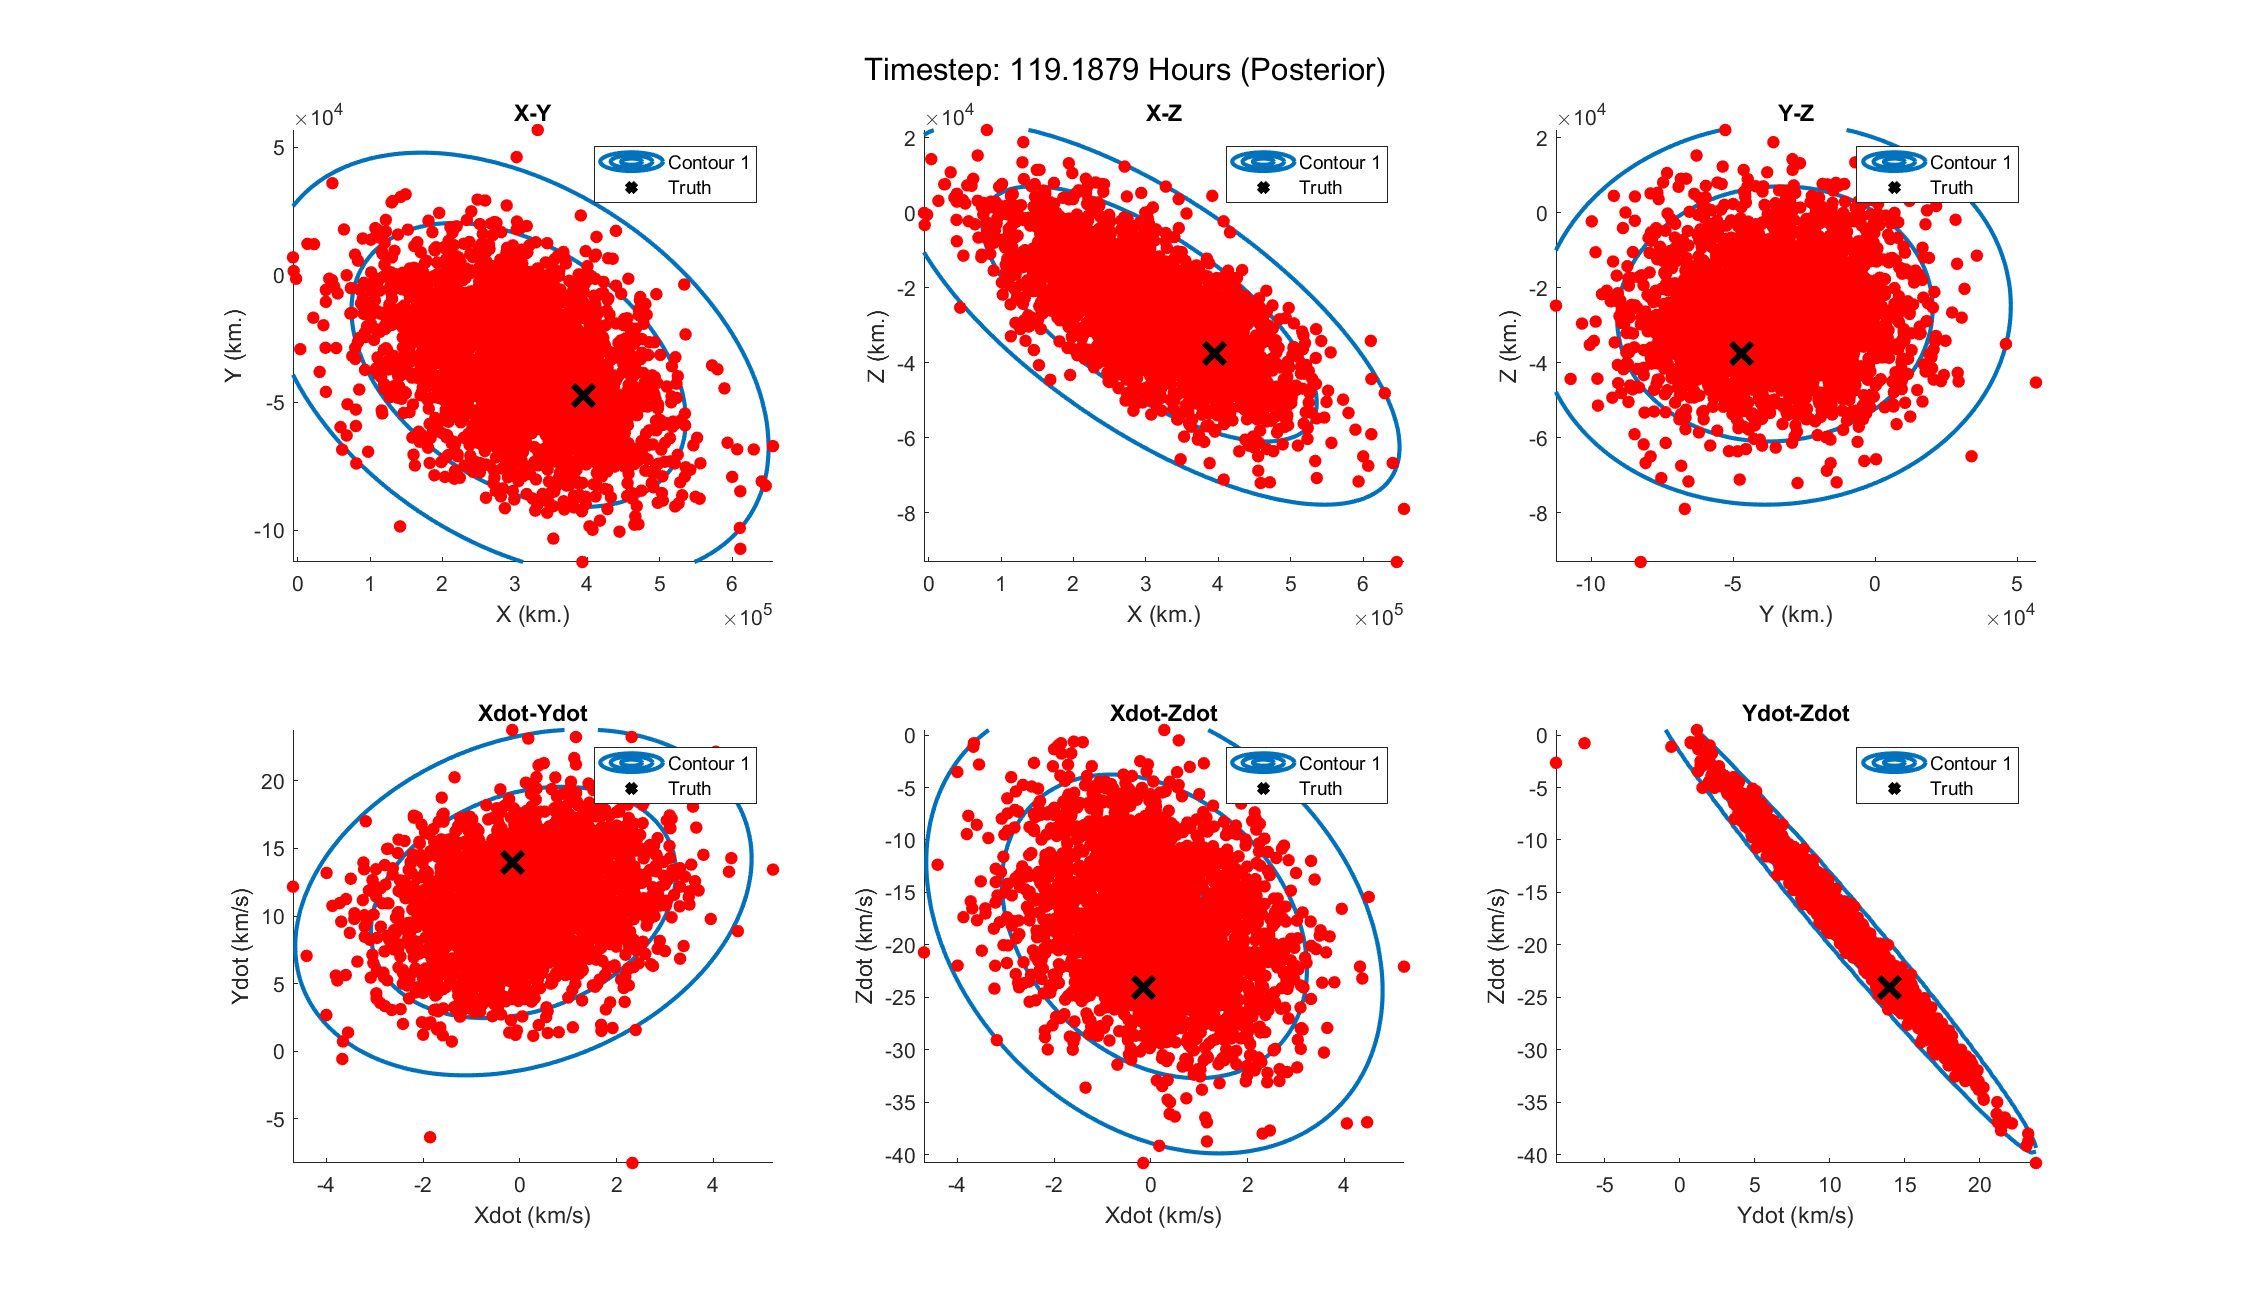 Timestep: 119.1879 Hours (Posterior)
X-Y
×10^4
5
0
-5
-10
Y (km.)
0 1 2 3 4 5 6
X (km.)
×10^5
Contour 1
Truth
X-Z
×10^4
2
0
-2
-4
-6
-8
Z (km.)
0 1 2 3 4 5 6
X (km.)
×10^5
Contour 1
Truth
Y-Z
×10^4
2
0
-2
-4
-6
-8
Z (km.)
-10 -5 0 5
Y (km.)
×10^4
Contour 1
Truth
Xdot-Ydot
20
15
10
5
0
-5
Ydot (km/s)
-4 -2 0 2 4
Xdot (km/s)
Contour 1
Truth
Xdot-Zdot
0
-5
-10
-15
-20
-25
-30
-35
-40
Zdot (km/s)
-4 -2 0 2 4
Xdot (km/s)
Contour 1
Truth
Ydot-Zdot
0
-5
-10
-15
-20
-25
-30
-35
-40
Zdot (km/s)
-5 0 5 10 15 20
Ydot (km/s)
Contour 1
Truth